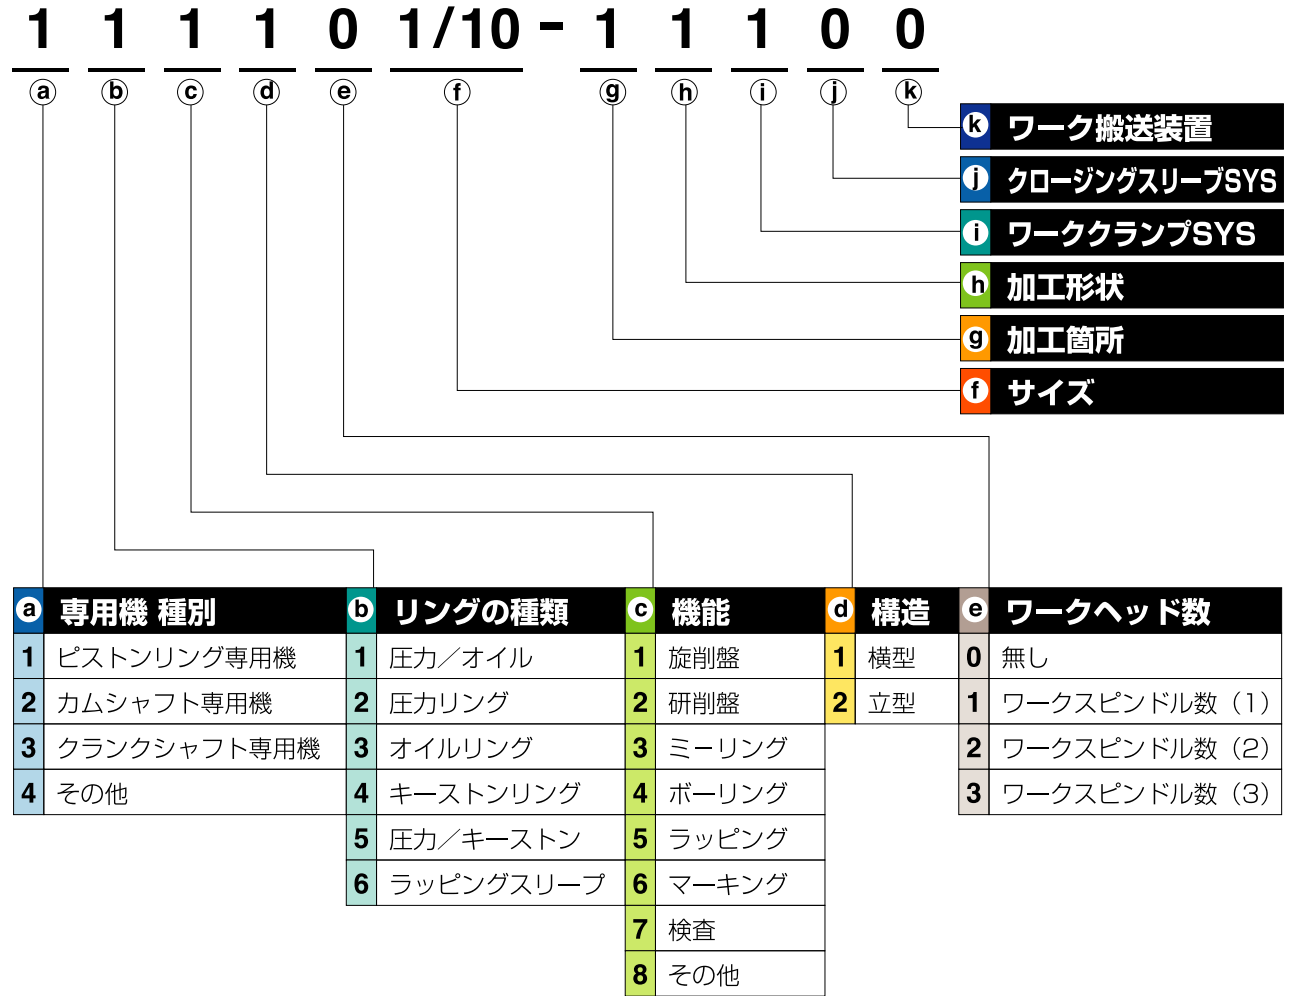 1 1 1 1 0 1/10 - 1 1 1 0 0
a b c d e f g h i j k
k ワーク搬送装置
j クロージングスリーブSYS
i ワーククランプSYS
h 加工形状
g 加工箇所
f サイズ
a 専用機 種別 b リングの種類 c 機能 d 構造 e ワークヘッド数
1 ピストンリング専用機 1 圧力／オイル 1 旋削盤 1 横型 0 無し
2 カムシャフト専用機 2 圧力リング 2 研削盤 2 立型 1 ワークスピンドル数（1）
3 クランクシャフト専用機 3 オイルリング 3 ミーリング 2 ワークスピンドル数（2）
4 その他 4 キーストンリング 4 ボーリング 3 ワークスピンドル数（3）
5 圧力／キーストン 5 ラッピング
6 ラッピングスリープ 6 マーキング
7 検査
8 その他